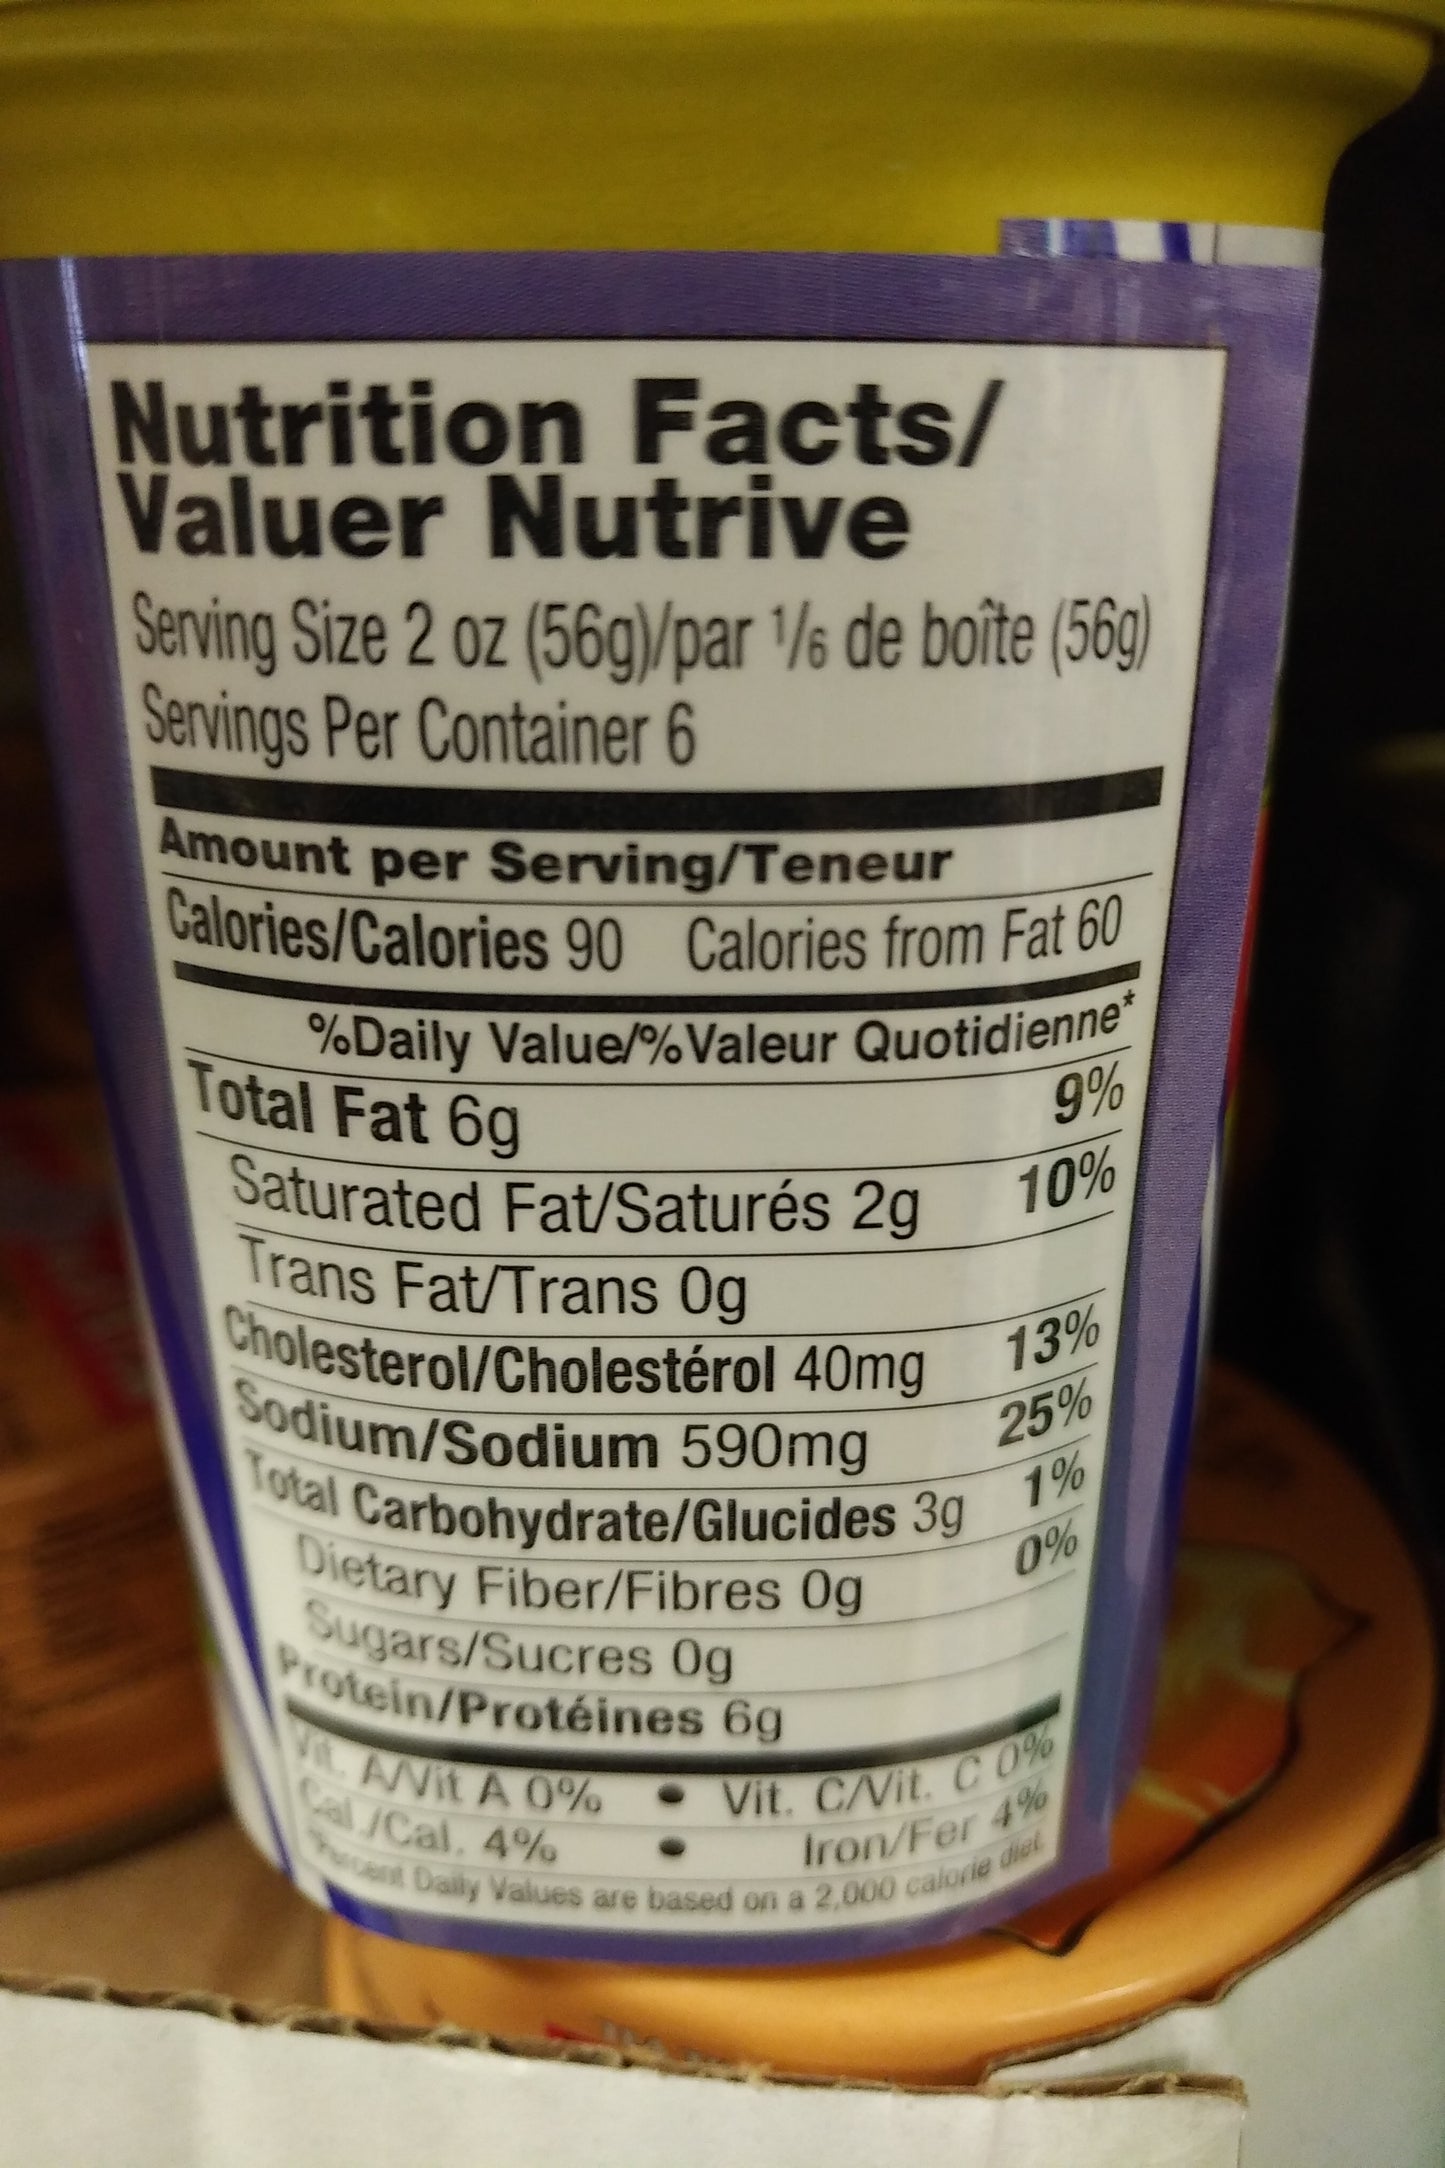 Nutrition Facts/
Valuer Nutrive
Serving Size 2 oz (56g)/par 1/6 de boîte (56g)
Servings Per Container 6
Amount per Serving/Teneur
Calories/Calories 90 Calories from Fat 60
%Daily Value/%Valeur Quotidienne*
Total Fat 6g 9%
Saturated Fat/Saturés 2g 10%
Trans Fat/Trans 0g
Cholesterol/Cholestérol 40mg 13%
Sodium/Sodium 590mg 25%
Total Carbohydrate/Glucides 3g 1%
Dietary Fiber/Fibres 0g 0%
Sugars/Sucres 0g
Protein/Protéines 6g
Vit. A/Vit A 0% • Vit. C/Vit. C 0%
Cal./Cal. 4% • Iron/Fer 4%
*Percent Daily Values are based on a 2,000 calorie diet.